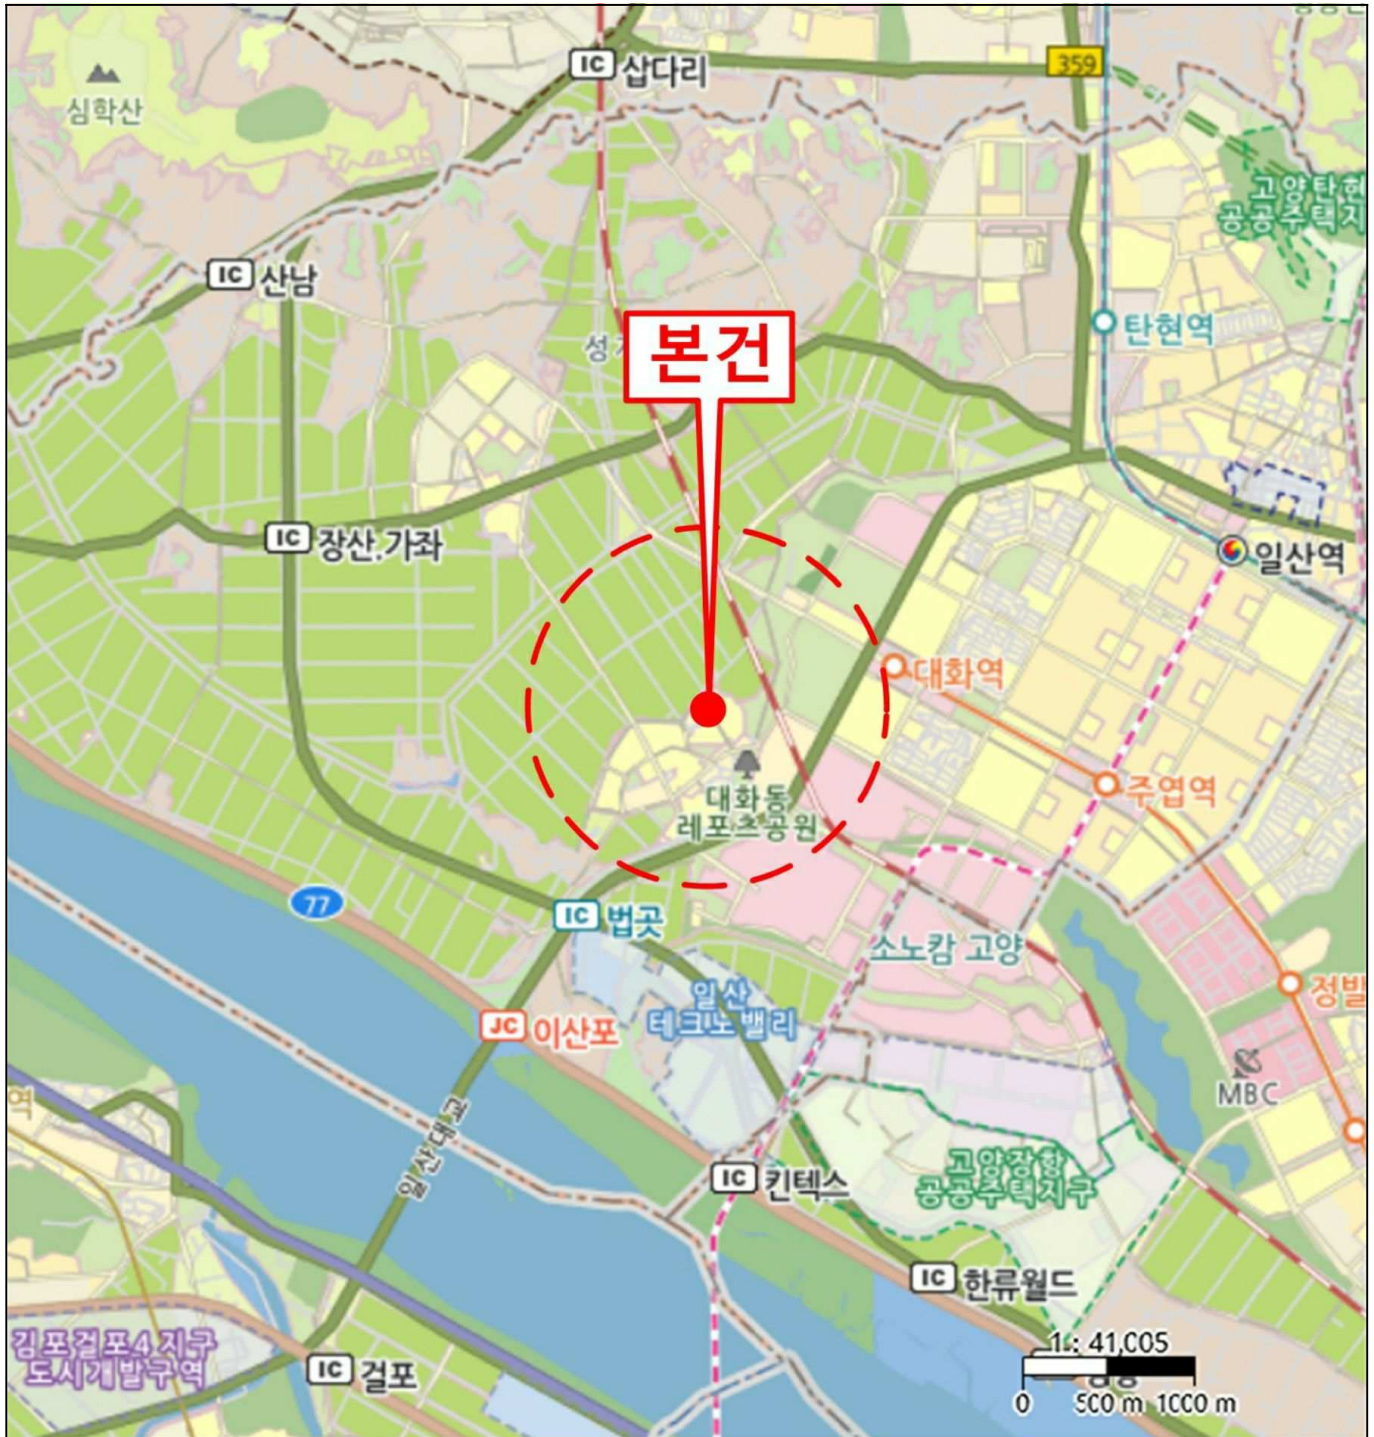 IC 삽다리
359
심학산
고양탄현
공공주택지
IC 산남
탄현역
본건
IC 장산.가좌
일산역
대화역
주엽역
대화동
레포츠공원
77
IC 법곳
소노캄 고양
정발
일산
테크노밸리
JC 이산포
MBC
역
일산대교
고양장항
공공주택지구
IC 킨텍스
IC 한류월드
김포걸포4지구
도시개발구역
IC 걸포
1 : 41,005
0 500 m 1000 m